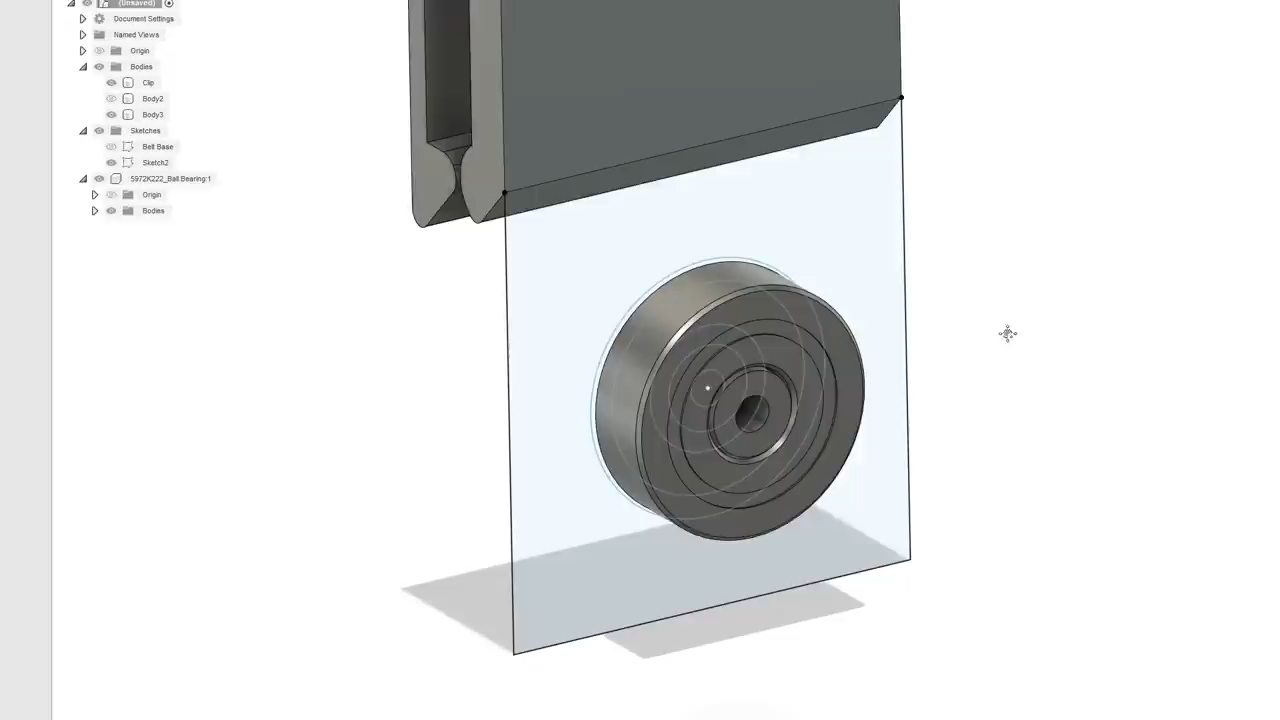 (Unsaved)
Document Settings
Named Views
Origin
Bodies
Clip
Body2
Body3
Sketches
Bell Base
Sketch2
5972K222_Ball Bearing:1
Origin
Bodies